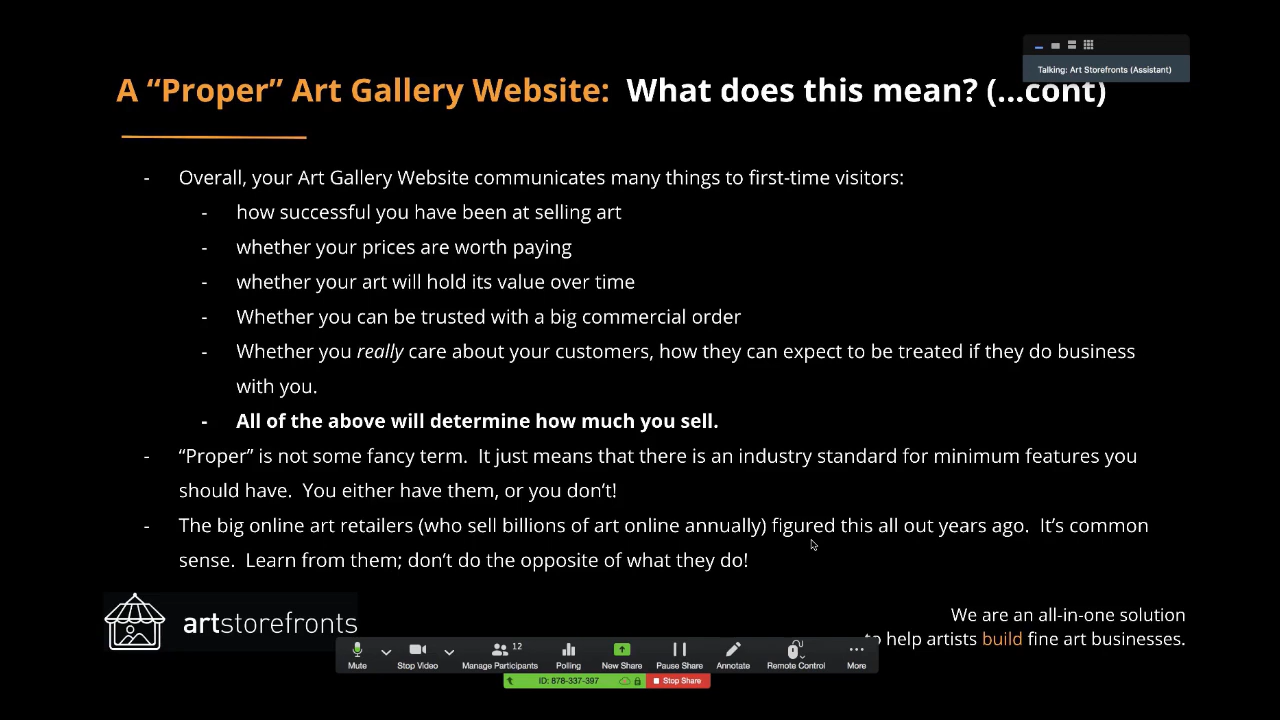 Talking: Art Storefronts (Assistant)
A “Proper” Art Gallery Website: What does this mean? (...cont)
- Overall, your Art Gallery Website communicates many things to first-time visitors:
- how successful you have been at selling art
- whether your prices are worth paying
- whether your art will hold its value over time
- Whether you can be trusted with a big commercial order
- Whether you really care about your customers, how they can expect to be treated if they do business
with you.
- All of the above will determine how much you sell.
- “Proper” is not some fancy term. It just means that there is an industry standard for minimum features you
should have. You either have them, or you don’t!
- The big online art retailers (who sell billions of art online annually) figured this all out years ago. It’s common
sense. Learn from them; don’t do the opposite of what they do!
artstorefronts
We are an all-in-one solution
to help artists build fine art businesses.
12
Mute Stop Video Manage Participants Polling New Share Pause Share Annotate Remote Control More
ID: 878-337-397 Stop Share